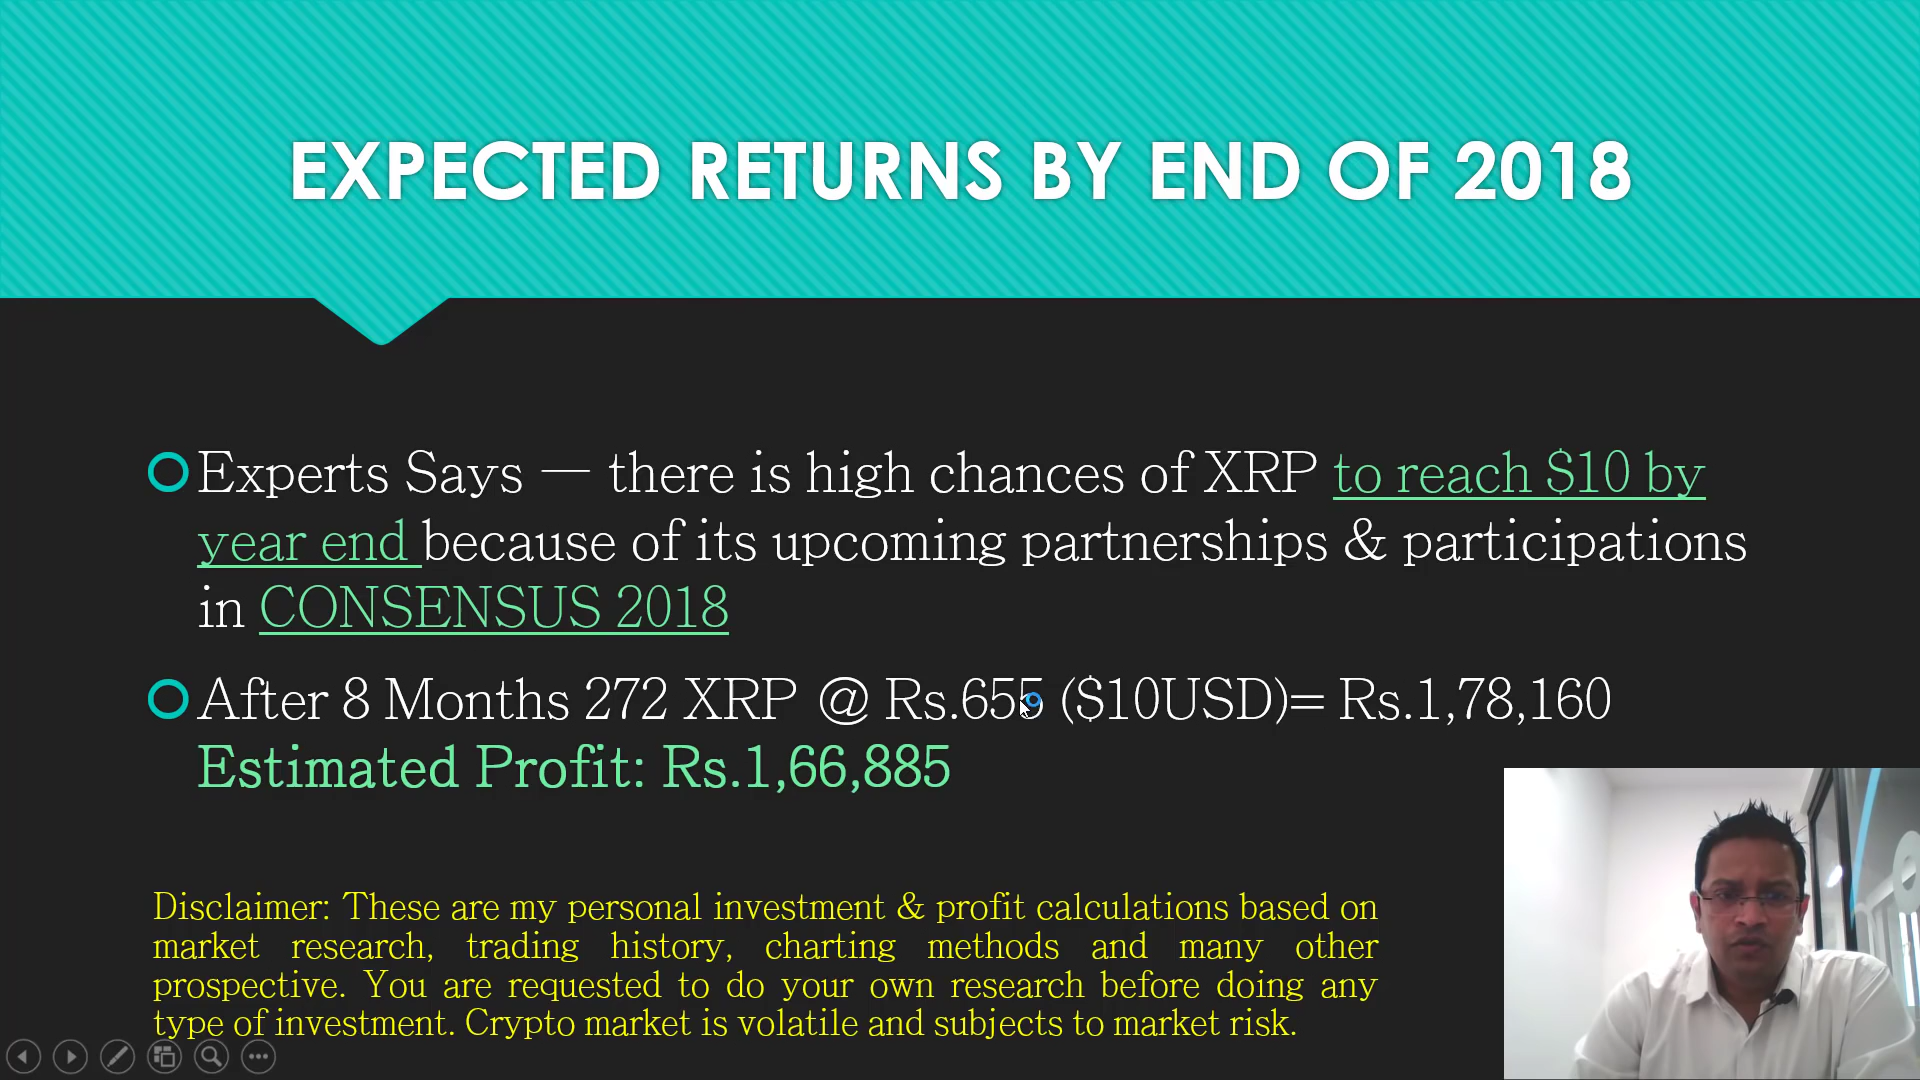 EXPECTED RETURNS BY END OF 2018
Experts Says — there is high chances of XRP to reach $10 by
year end because of its upcoming partnerships & participations
in CONSENSUS 2018
After 8 Months 272 XRP @ Rs.655 ($10USD)= Rs.1,78,160
Estimated Profit: Rs.1,66,885
Disclaimer: These are my personal investment & profit calculations based on
market research, trading history, charting methods and many other
prospective. You are requested to do your own research before doing any
type of investment. Crypto market is volatile and subjects to market risk.